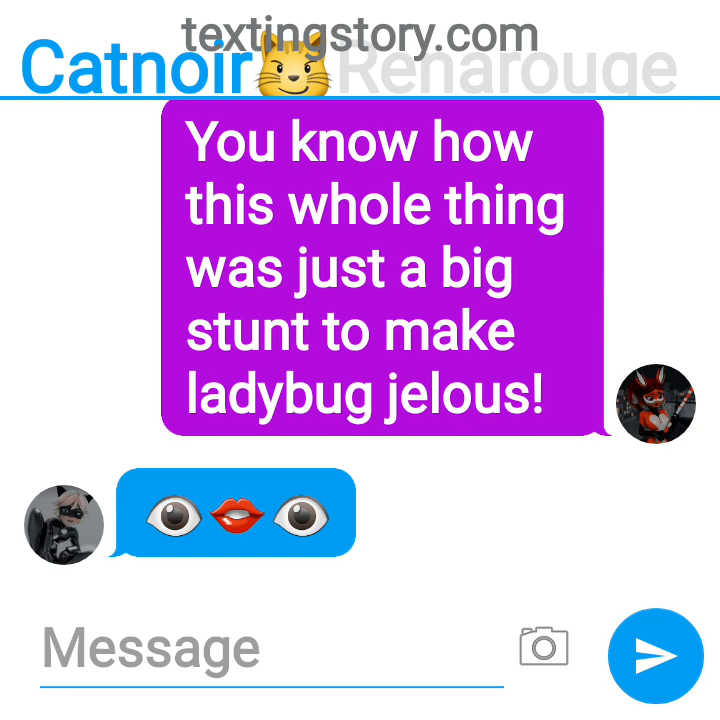 textingstory.com
Catnoir😼Renarouge
You know how
this whole thing
was just a big
stunt to make
ladybug jelous!
👁👄👁
Message